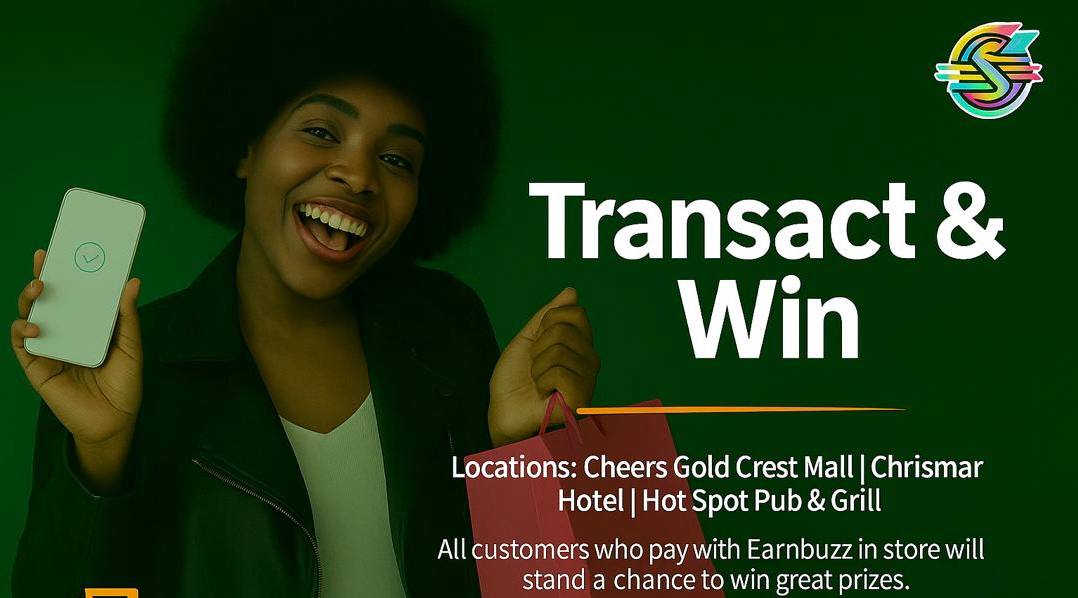 Transact &
Win
Locations: Cheers Gold Crest Mall | Chrismar
Hotel | Hot Spot Pub & Grill
All customers who pay with Earnbuzz in store will
stand a chance to win great prizes.